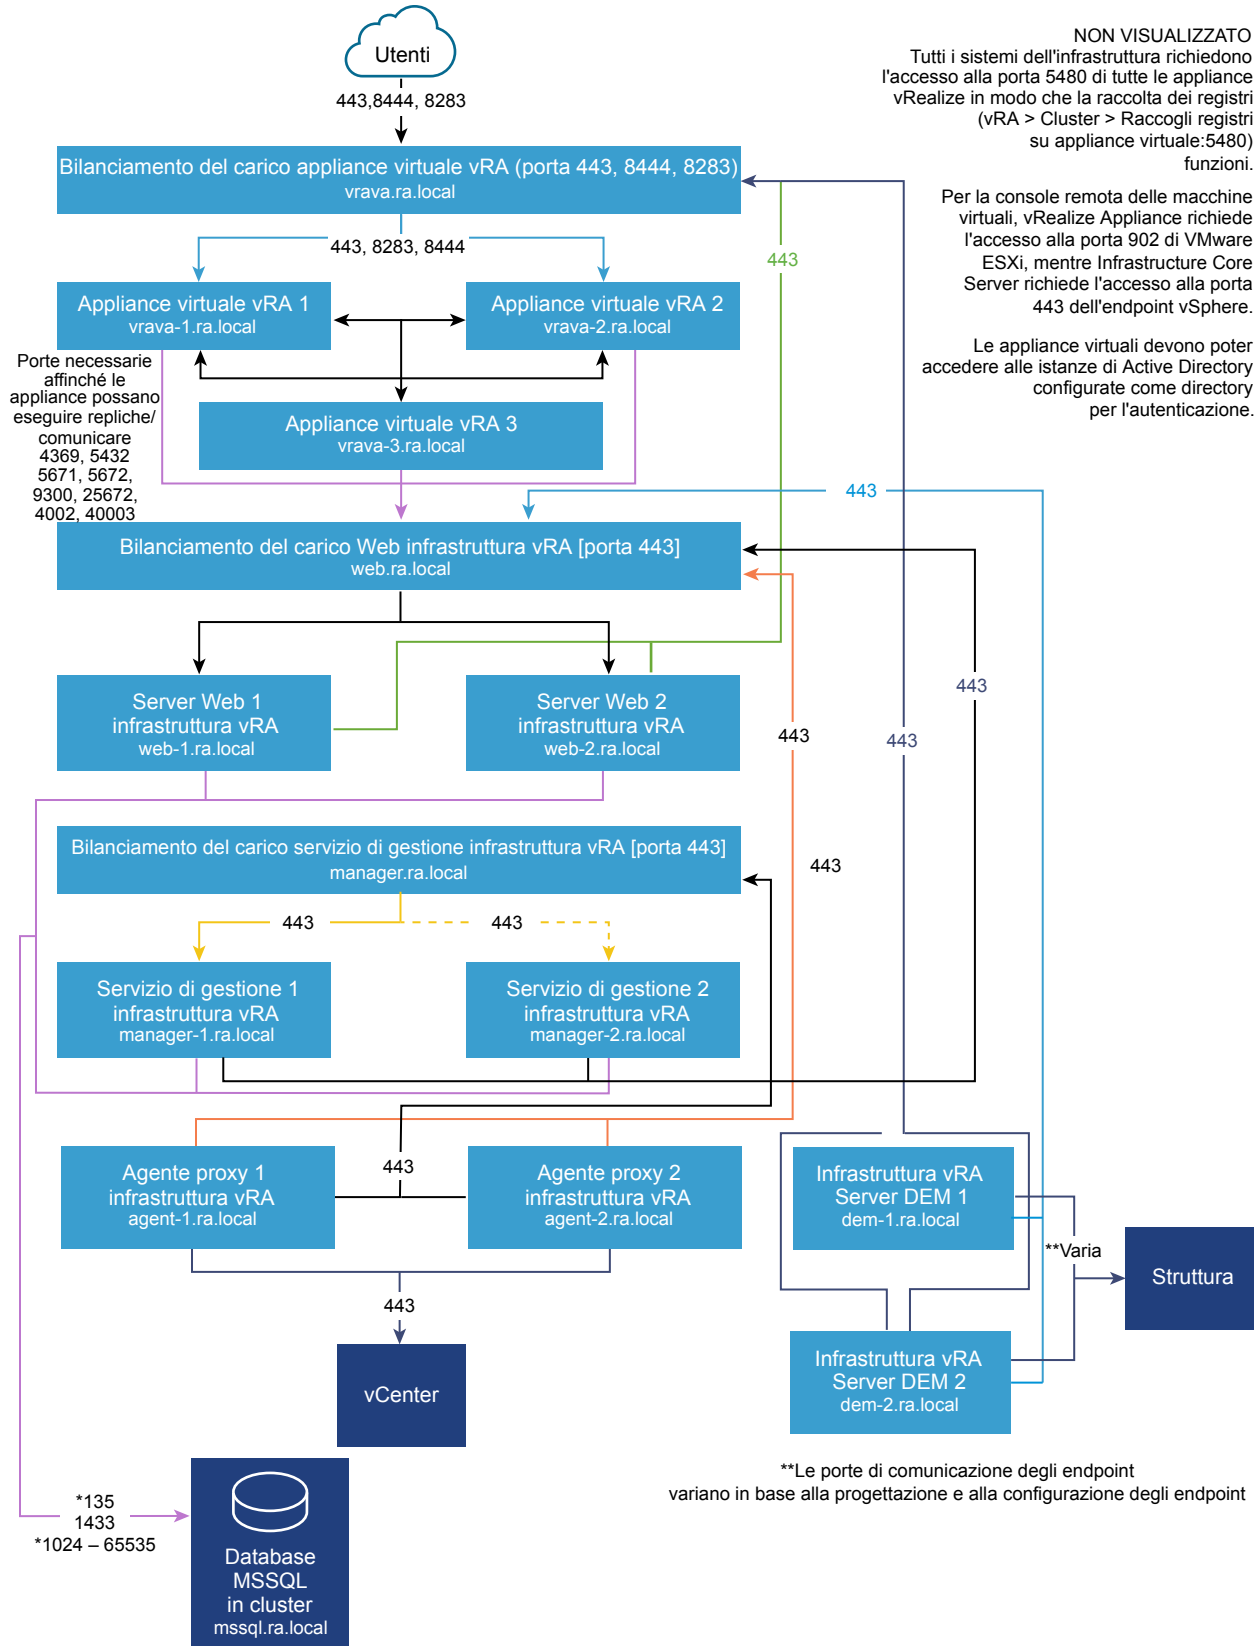 Utenti
443,8444, 8283
NON VISUALIZZATO
Tutti i sistemi dell'infrastruttura richiedono
l'accesso alla porta 5480 di tutte le appliance
vRealize in modo che la raccolta dei registri
(vRA > Cluster > Raccogli registri
su appliance virtuale:5480)
funzioni.
Per la console remota delle macchine
virtuali, vRealize Appliance richiede
l'accesso alla porta 902 di VMware
ESXi, mentre Infrastructure Core
Server richiede l'accesso alla porta
443 dell'endpoint vSphere.
Le appliance virtuali devono poter
accedere alle istanze di Active Directory
configurate come directory
per l'autenticazione.
Bilanciamento del carico appliance virtuale vRA (porta 443, 8444, 8283)
vrava.ra.local
443, 8283, 8444
443
Appliance virtuale vRA 1
vrava-1.ra.local
Appliance virtuale vRA 2
vrava-2.ra.local
Porte necessarie
affinché le
appliance possano
eseguire repliche/
comunicare
4369, 5432
5671, 5672,
9300, 25672,
4002, 40003
Appliance virtuale vRA 3
vrava-3.ra.local
443
Bilanciamento del carico Web infrastruttura vRA [porta 443]
web.ra.local
Server Web 1
infrastruttura vRA
web-1.ra.local
Server Web 2
infrastruttura vRA
web-2.ra.local
443
443
443
Bilanciamento del carico servizio di gestione infrastruttura vRA [porta 443]
manager.ra.local
443
443
443
Servizio di gestione 1
infrastruttura vRA
manager-1.ra.local
Servizio di gestione 2
infrastruttura vRA
manager-2.ra.local
Agente proxy 1
infrastruttura vRA
agent-1.ra.local
443
Agente proxy 2
infrastruttura vRA
agent-2.ra.local
Infrastruttura vRA
Server DEM 1
dem-1.ra.local
**Varia
Struttura
443
vCenter
Infrastruttura vRA
Server DEM 2
dem-2.ra.local
**Le porte di comunicazione degli endpoint
variano in base alla progettazione e alla configurazione degli endpoint
*135
1433
*1024 – 65535
Database
MSSQL
in cluster
mssql.ra.local